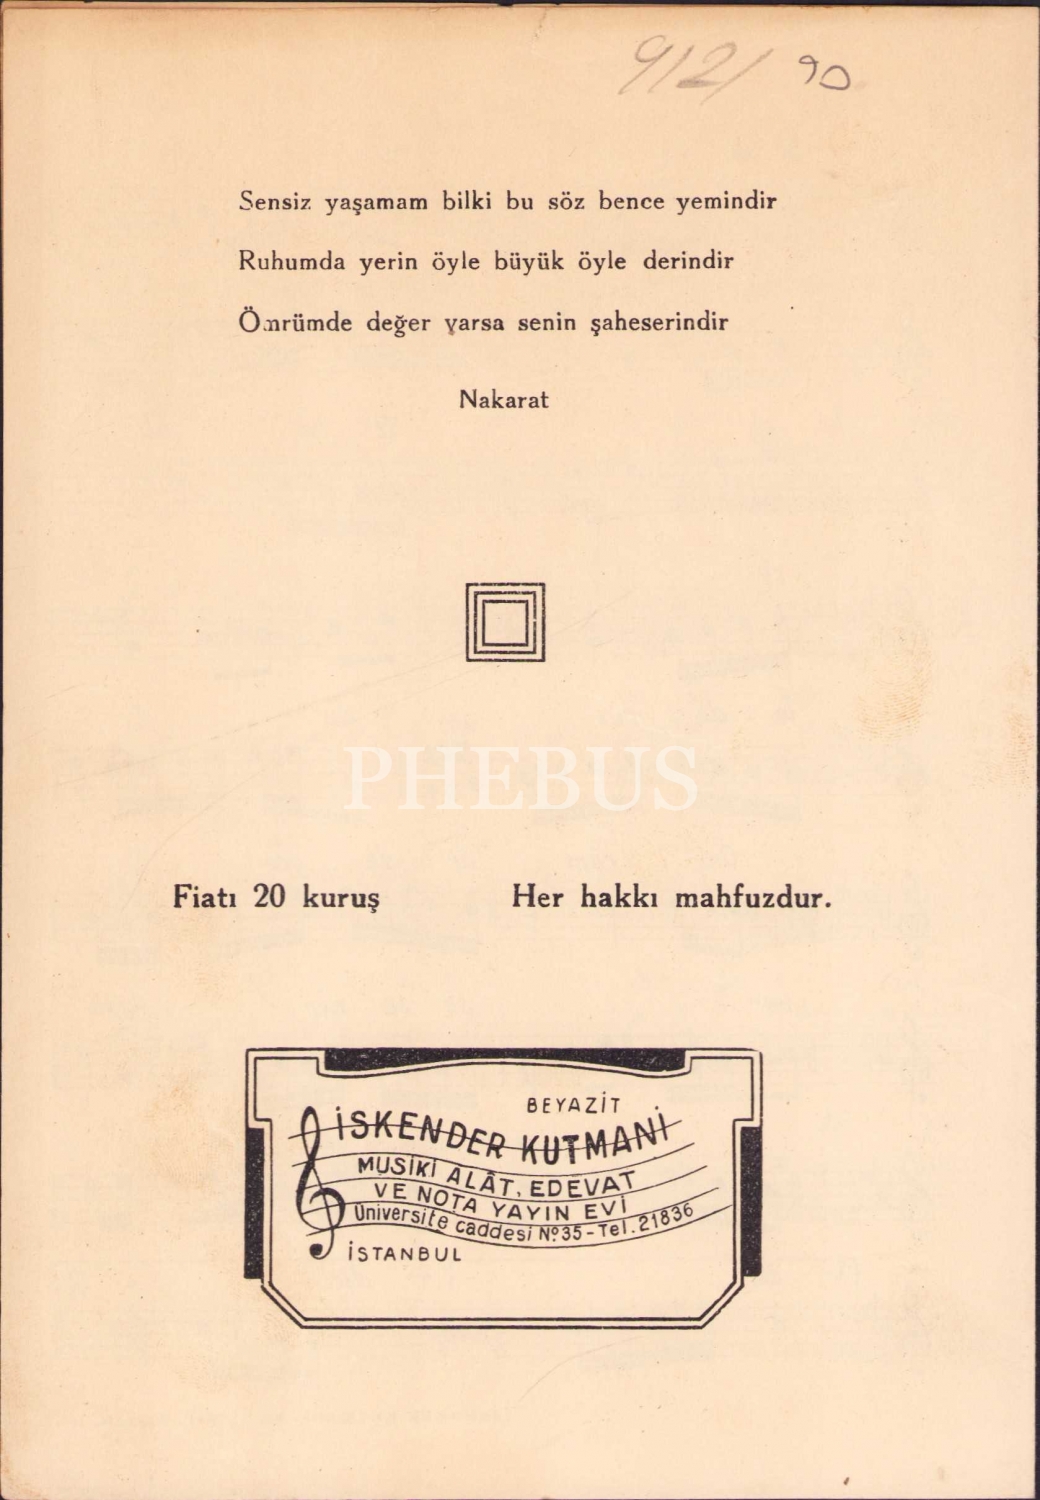 912/ 90
Sensiz yaşamam bilki bu söz bence yemindir
Ruhumda yerin öyle büyük öyle derindir
Ömrümde değer varsa senin şaheserindir
Nakarat
PHEBUS
Fiatı 20 kuruş Her hakkı mahfuzdur.
BEYAZİT
İSKENDER KUTMANİ
MUSİKİ ALÂT, EDEVAT
VE NOTA YAYIN EVİ
Üniversite caddesi No 35 - Tel. 21836
İSTANBUL